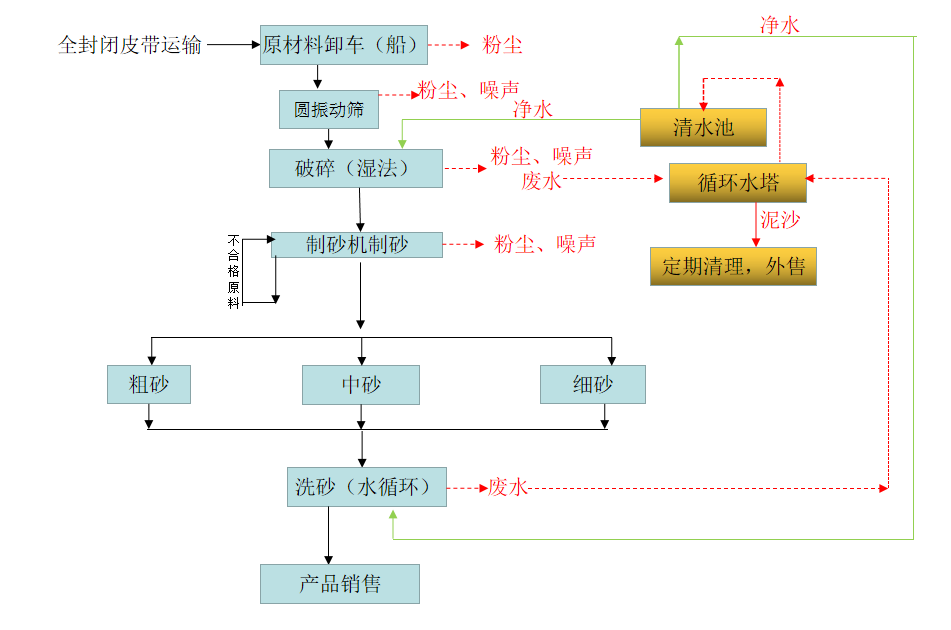 净水
全封闭皮带运输
原材料卸车（船）
粉尘
圆振动筛
粉尘、噪声
净水
清水池
破碎（湿法）
粉尘、噪声
废水
循环水塔
泥沙
制砂机制砂
粉尘、噪声
定期清理，外售
不合格原料
粗砂
中砂
细砂
洗砂（水循环）
废水
产品销售